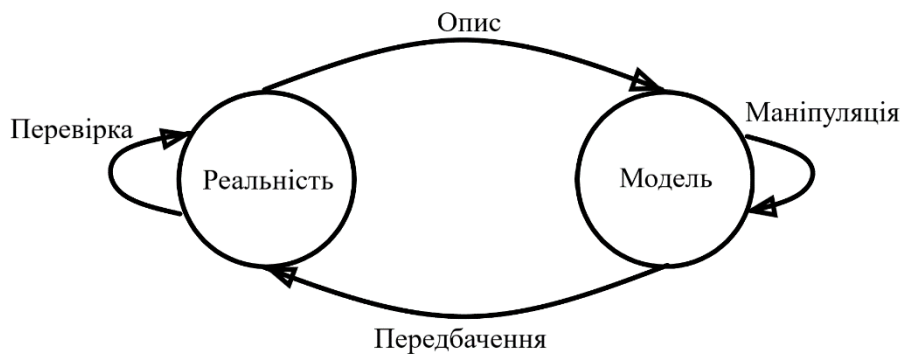 Опис
Перевірка
Маніпуляція
Реальність
Модель
Передбачення